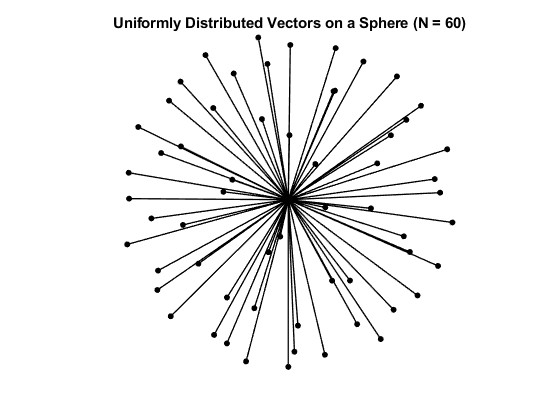 Uniformly Distributed Vectors on a Sphere (N = 60)